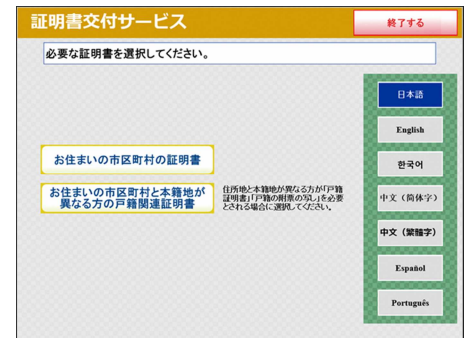 証明書交付サービス
終了する
必要な証明書を選択してください。
日本語
English
한국어
中文（简体字）
中文（繁體字）
Español
Português
お住まいの市区町村の証明書
お住まいの市区町村と本籍地が
異なる方の戸籍関連証明書
住所地と本籍地が異なる方が「戸籍
証明書」「戸籍の附票の写し」を必要
とされる場合に選択してください。